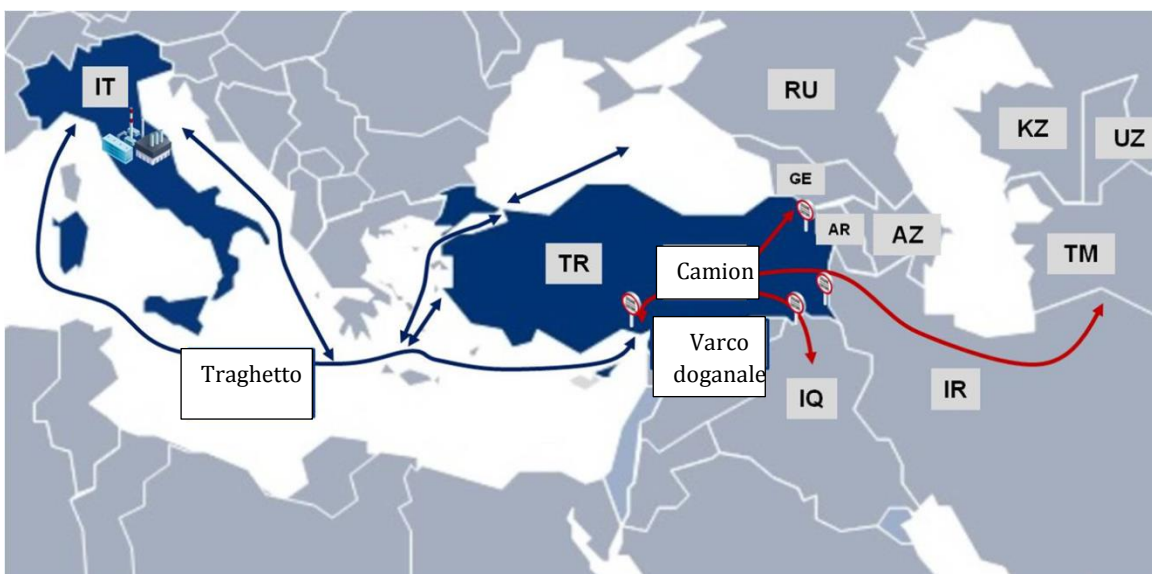 IT
RU
KZ
UZ
GE
AR
AZ
TR
Camion
TM
Varco
doganale
Traghetto
IQ
IR